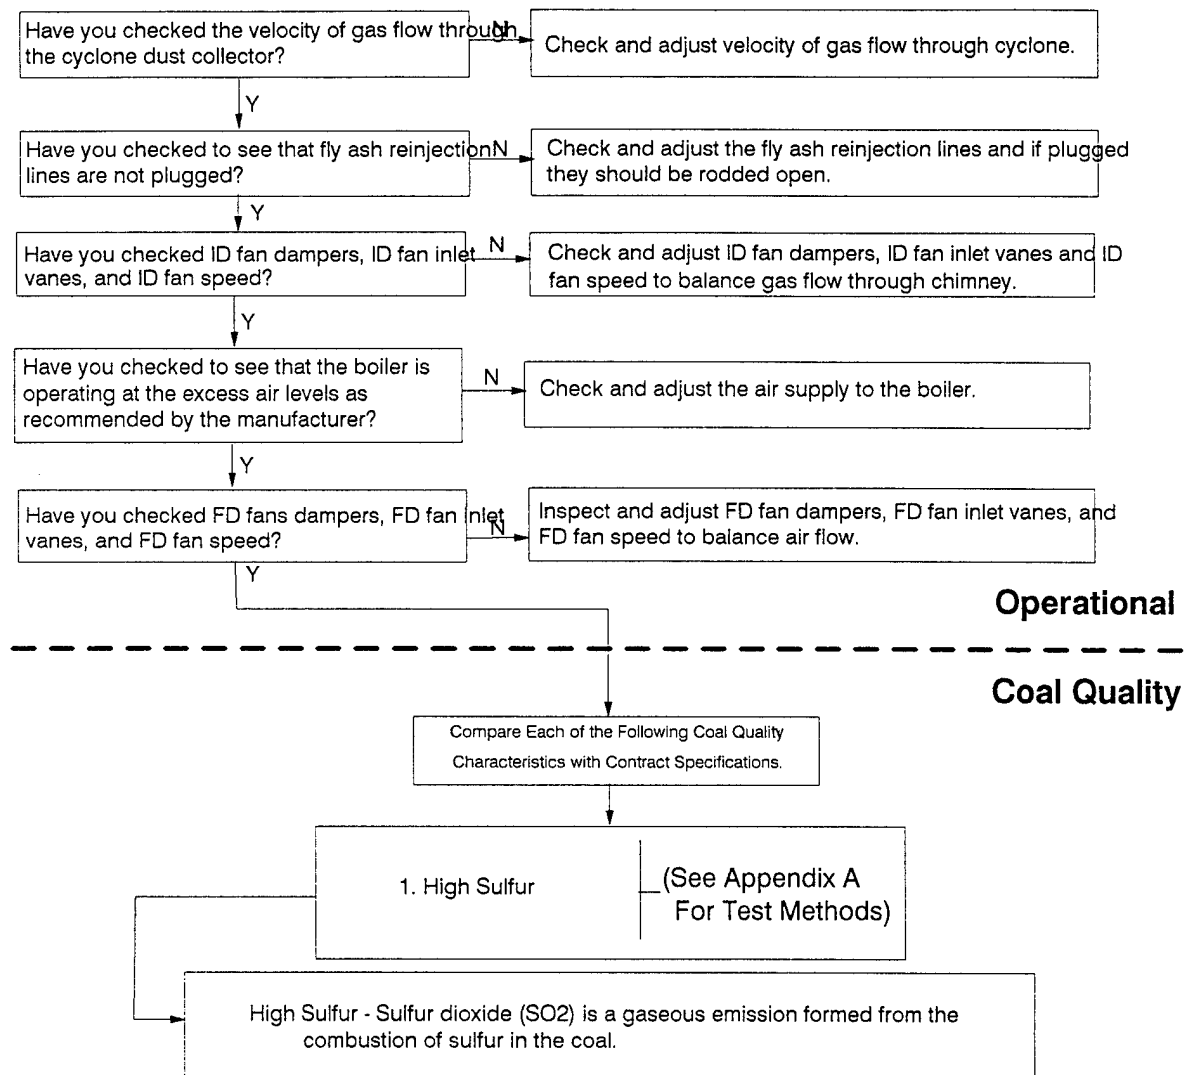 Have you checked the velocity of gas flow through
the cyclone dust collector?
N
Check and adjust velocity of gas flow through cyclone.
Y
Have you checked to see that fly ash reinjection
lines are not plugged?
N
Check and adjust the fly ash reinjection lines and if plugged
they should be rodded open.
Y
Have you checked ID fan dampers, ID fan inlet
vanes, and ID fan speed?
N
Check and adjust ID fan dampers, ID fan inlet vanes and ID
fan speed to balance gas flow through chimney.
Y
Have you checked to see that the boiler is
operating at the excess air levels as
recommended by the manufacturer?
N
Check and adjust the air supply to the boiler.
Y
Have you checked FD fans dampers, FD fan inlet
vanes, and FD fan speed?
N
Inspect and adjust FD fan dampers, FD fan inlet vanes, and
FD fan speed to balance air flow.
Y
Operational
Coal Quality
Compare Each of the Following Coal Quality
Characteristics with Contract Specifications.
1. High Sulfur
(See Appendix A
For Test Methods)
High Sulfur - Sulfur dioxide (SO2) is a gaseous emission formed from the
combustion of sulfur in the coal.